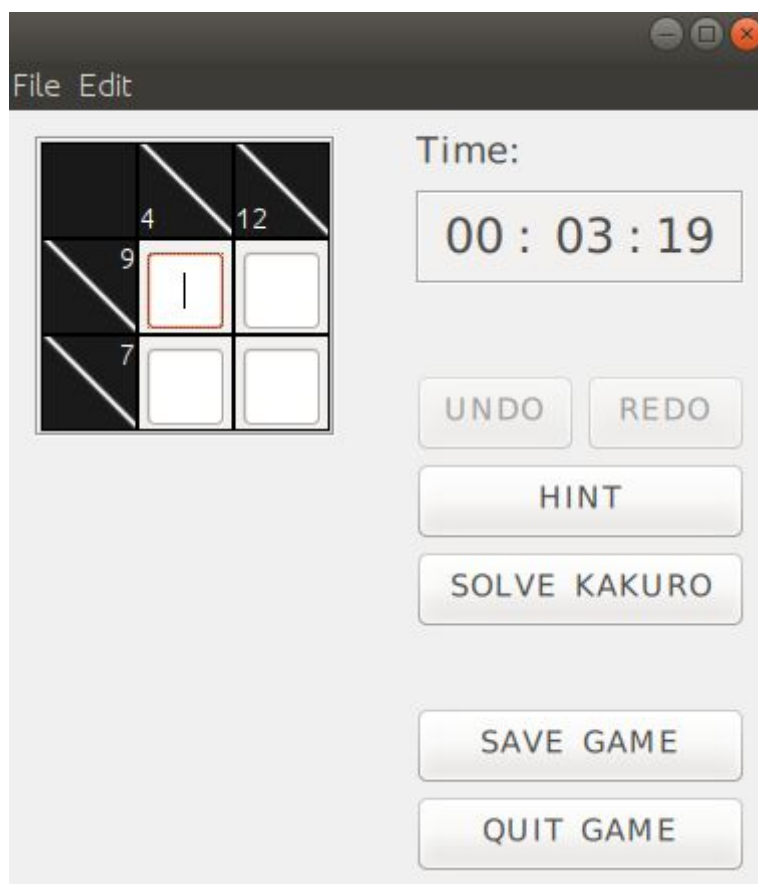 File Edit
Time:
00 : 03 : 19
4 12
9
7
UNDO REDO
HINT
SOLVE KAKURO
SAVE GAME
QUIT GAME